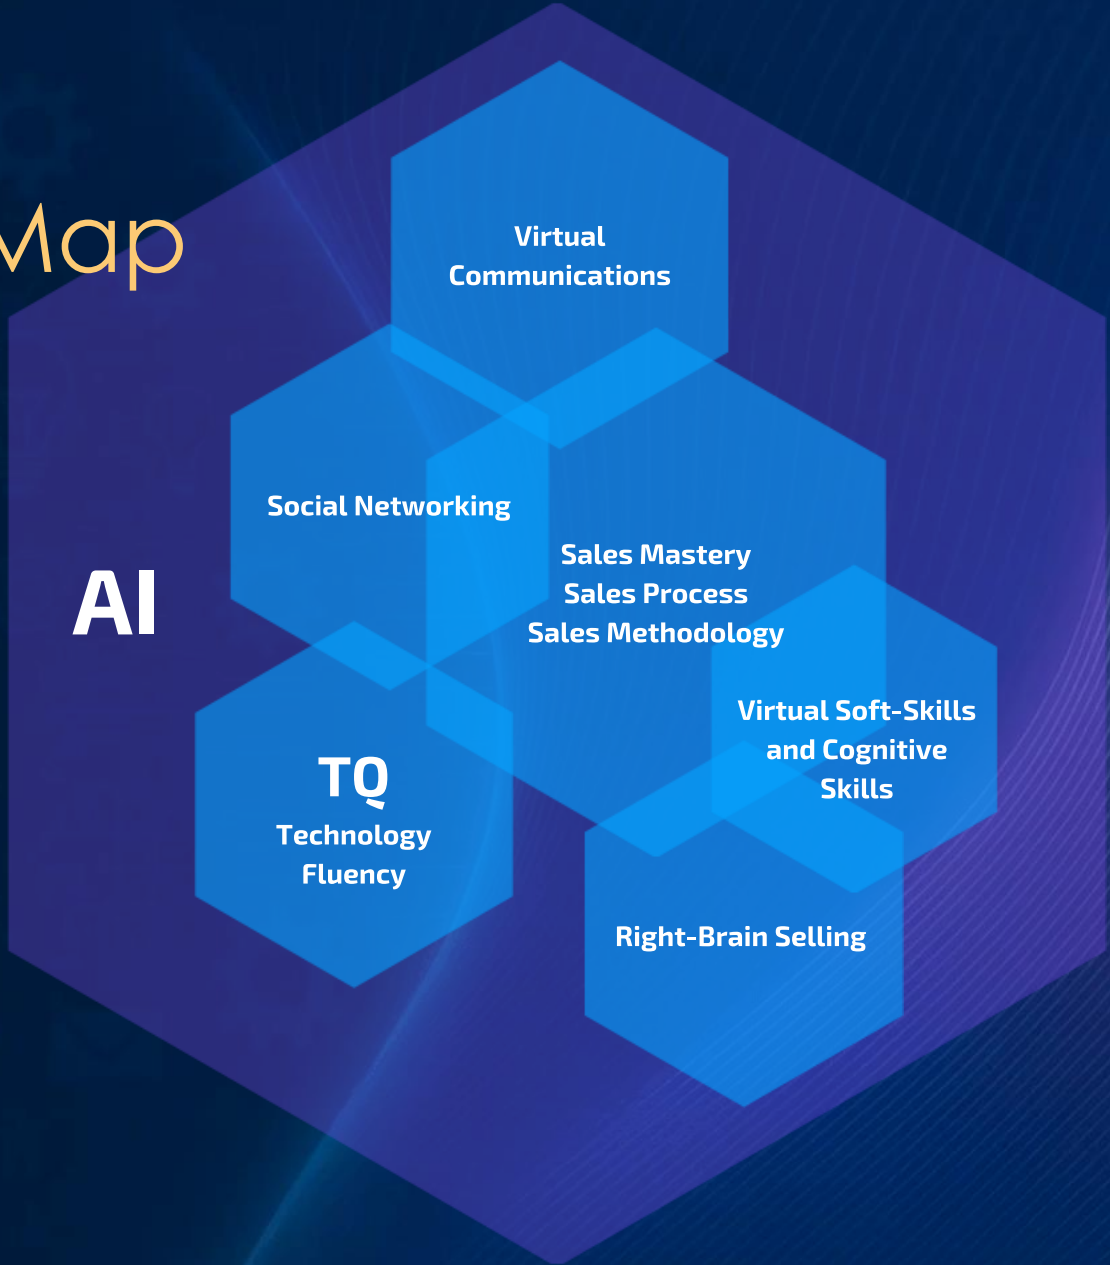 Map
Virtual
Communications
Social Networking
Sales Mastery
Sales Process
Sales Methodology
AI
Virtual Soft-Skills
and Cognitive
Skills
TQ
Technology
Fluency
Right-Brain Selling